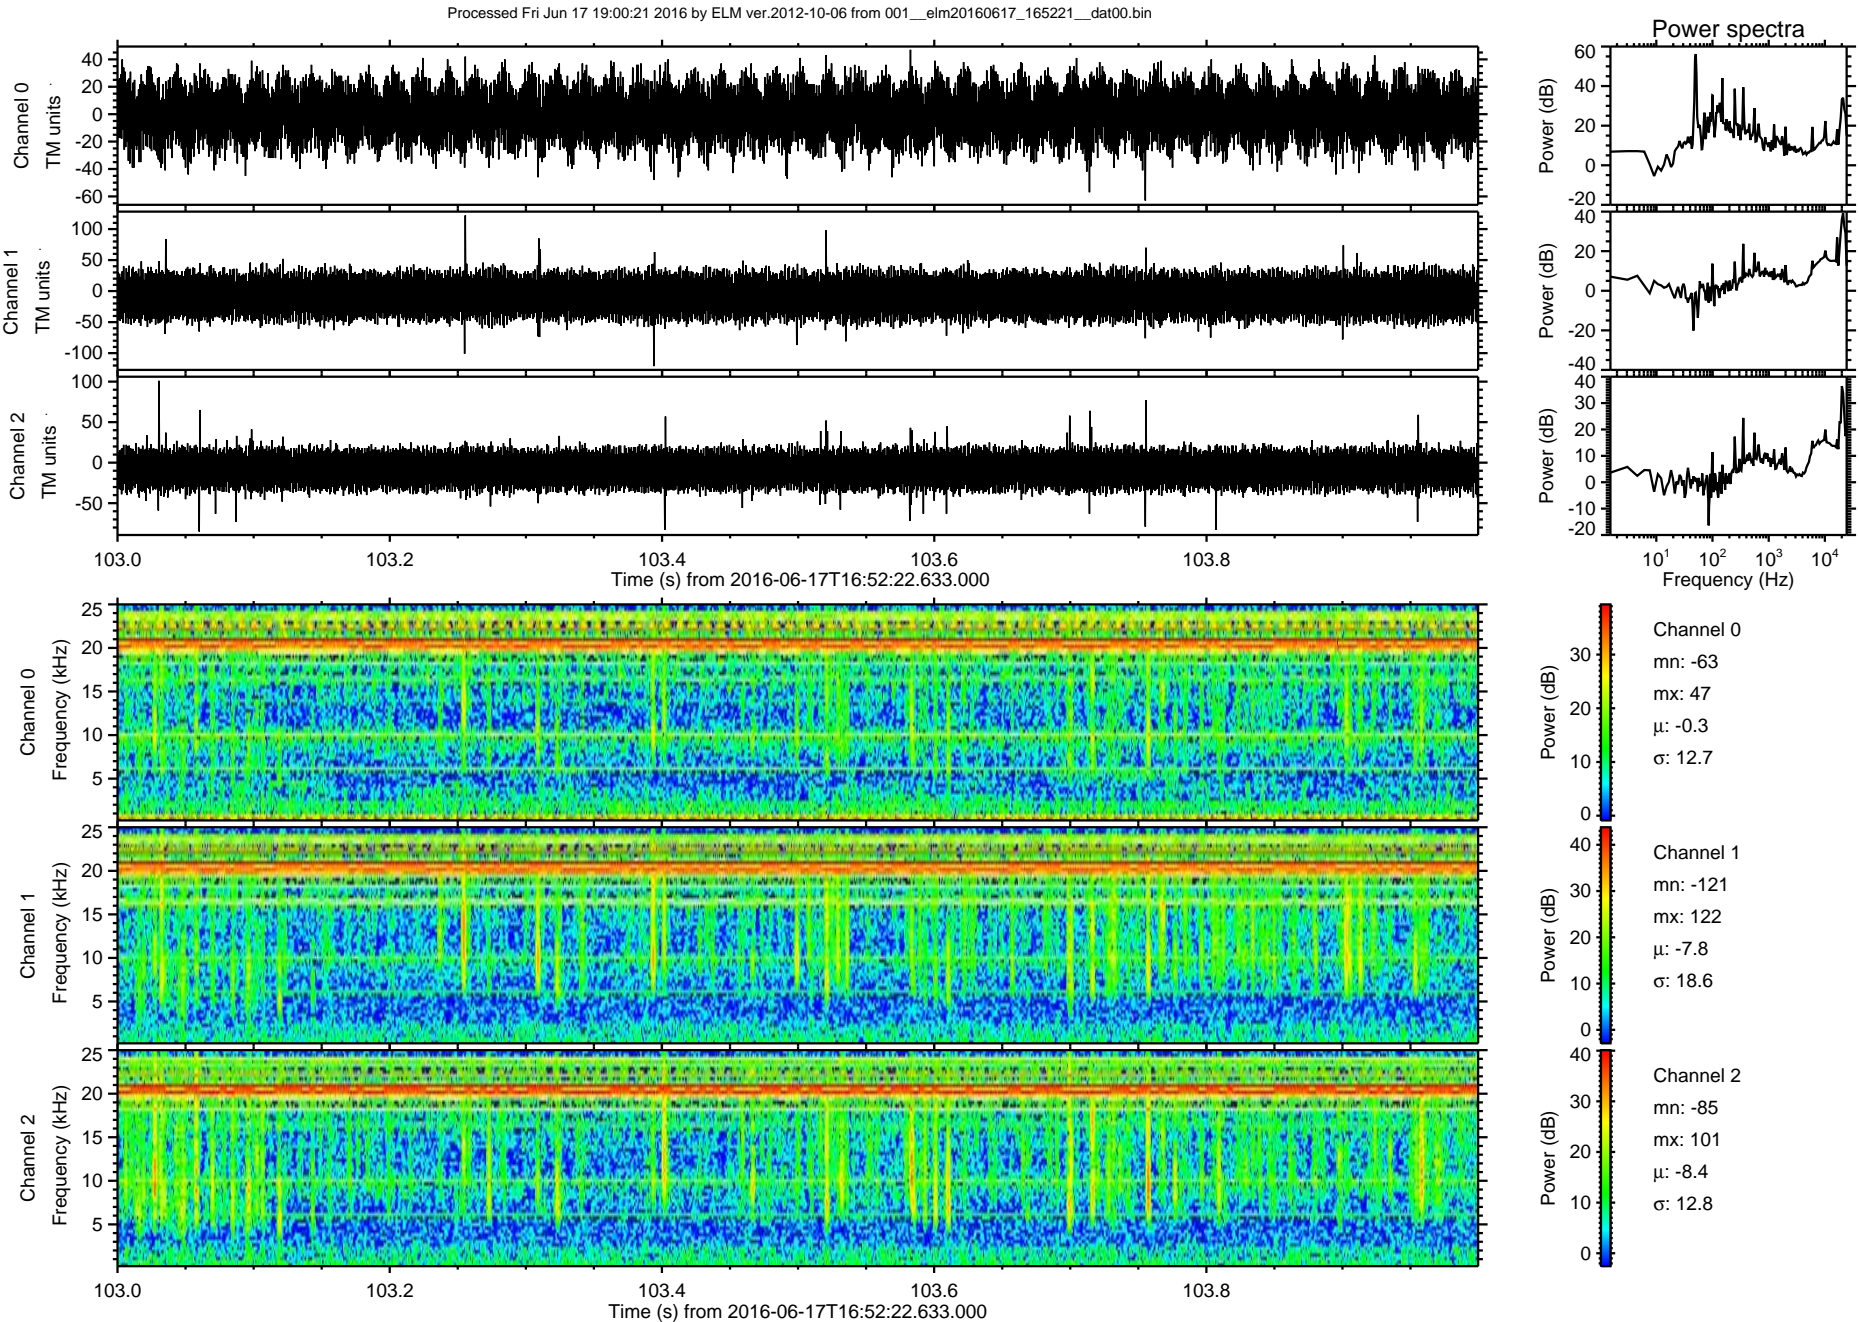 Processed Fri Jun 17 19:00:21 2016 by ELM ver.2012-10-06 from 001__elm20160617_165221__dat00.bin
Power spectra
Channel 0
TM units
40
20
0
-20
-40
-60
Power (dB)
60
40
20
0
-20
Channel 1
TM units
100
50
0
-50
-100
Power (dB)
40
20
0
-20
-40
Channel 2
TM units
100
50
0
-50
Power (dB)
40
30
20
10
0
-10
-20
103.0 103.2 103.4 103.6 103.8
Time (s) from 2016-06-17T16:52:22.633.000
10^1 10^2 10^3 10^4
Frequency (Hz)
Channel 0
Frequency (kHz)
25
20
15
10
5
Power (dB)
30
20
10
0
Channel 0
mn: -63
mx: 47
μ: -0.3
σ: 12.7
Channel 1
Frequency (kHz)
25
20
15
10
5
Power (dB)
40
30
20
10
0
Channel 1
mn: -121
mx: 122
μ: -7.8
σ: 18.6
Channel 2
Frequency (kHz)
25
20
15
10
5
Power (dB)
40
30
20
10
0
Channel 2
mn: -85
mx: 101
μ: -8.4
σ: 12.8
103.0 103.2 103.4 103.6 103.8
Time (s) from 2016-06-17T16:52:22.633.000